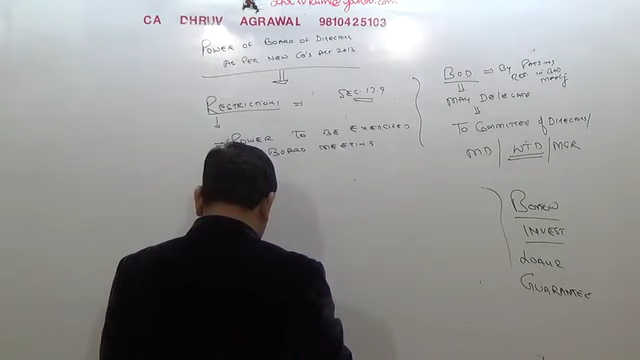 CA DHRUV AGRAWAL 9810425103
POWER OF BOARD OF DIRECTORS
AS PER NEW CO'S ACT 2013
RESTRICTIONS SEC: 179
POWER TO BE EXERCISED
BOARD MEETING
BOD ⇒ BY PASSING
RES. IN BOD
MEETING
MAY DELEGATE
TO COMMITTEE OF DIRECTORS/
MD / WTD / MGR
BORROW
INVEST
GUARANTEE